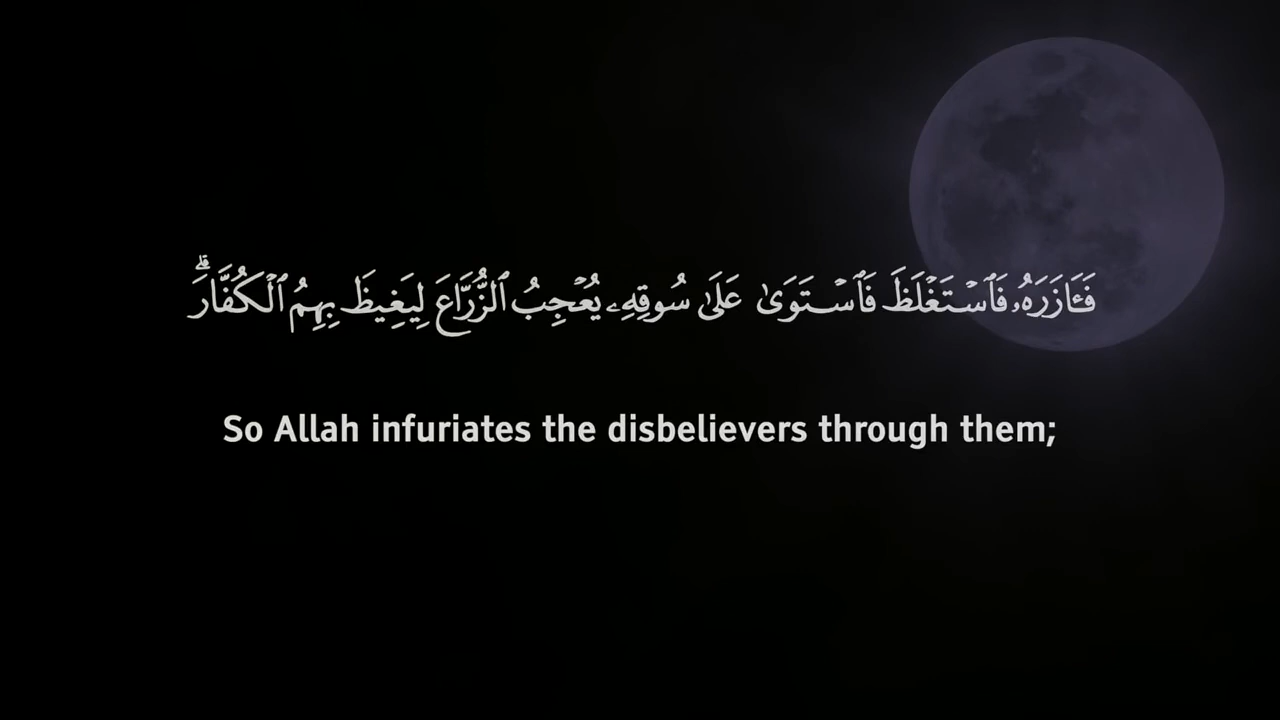 فَـَٔازَرَهُۥ فَٱسۡتَغۡلَظَ فَٱسۡتَوَىٰ عَلَىٰ سُوقِهِۦ يُعۡجِبُ ٱلزُّرَّاعَ لِيَغِيظَ بِهِمُ ٱلۡكُفَّارَۗ
So Allah infuriates the disbelievers through them;